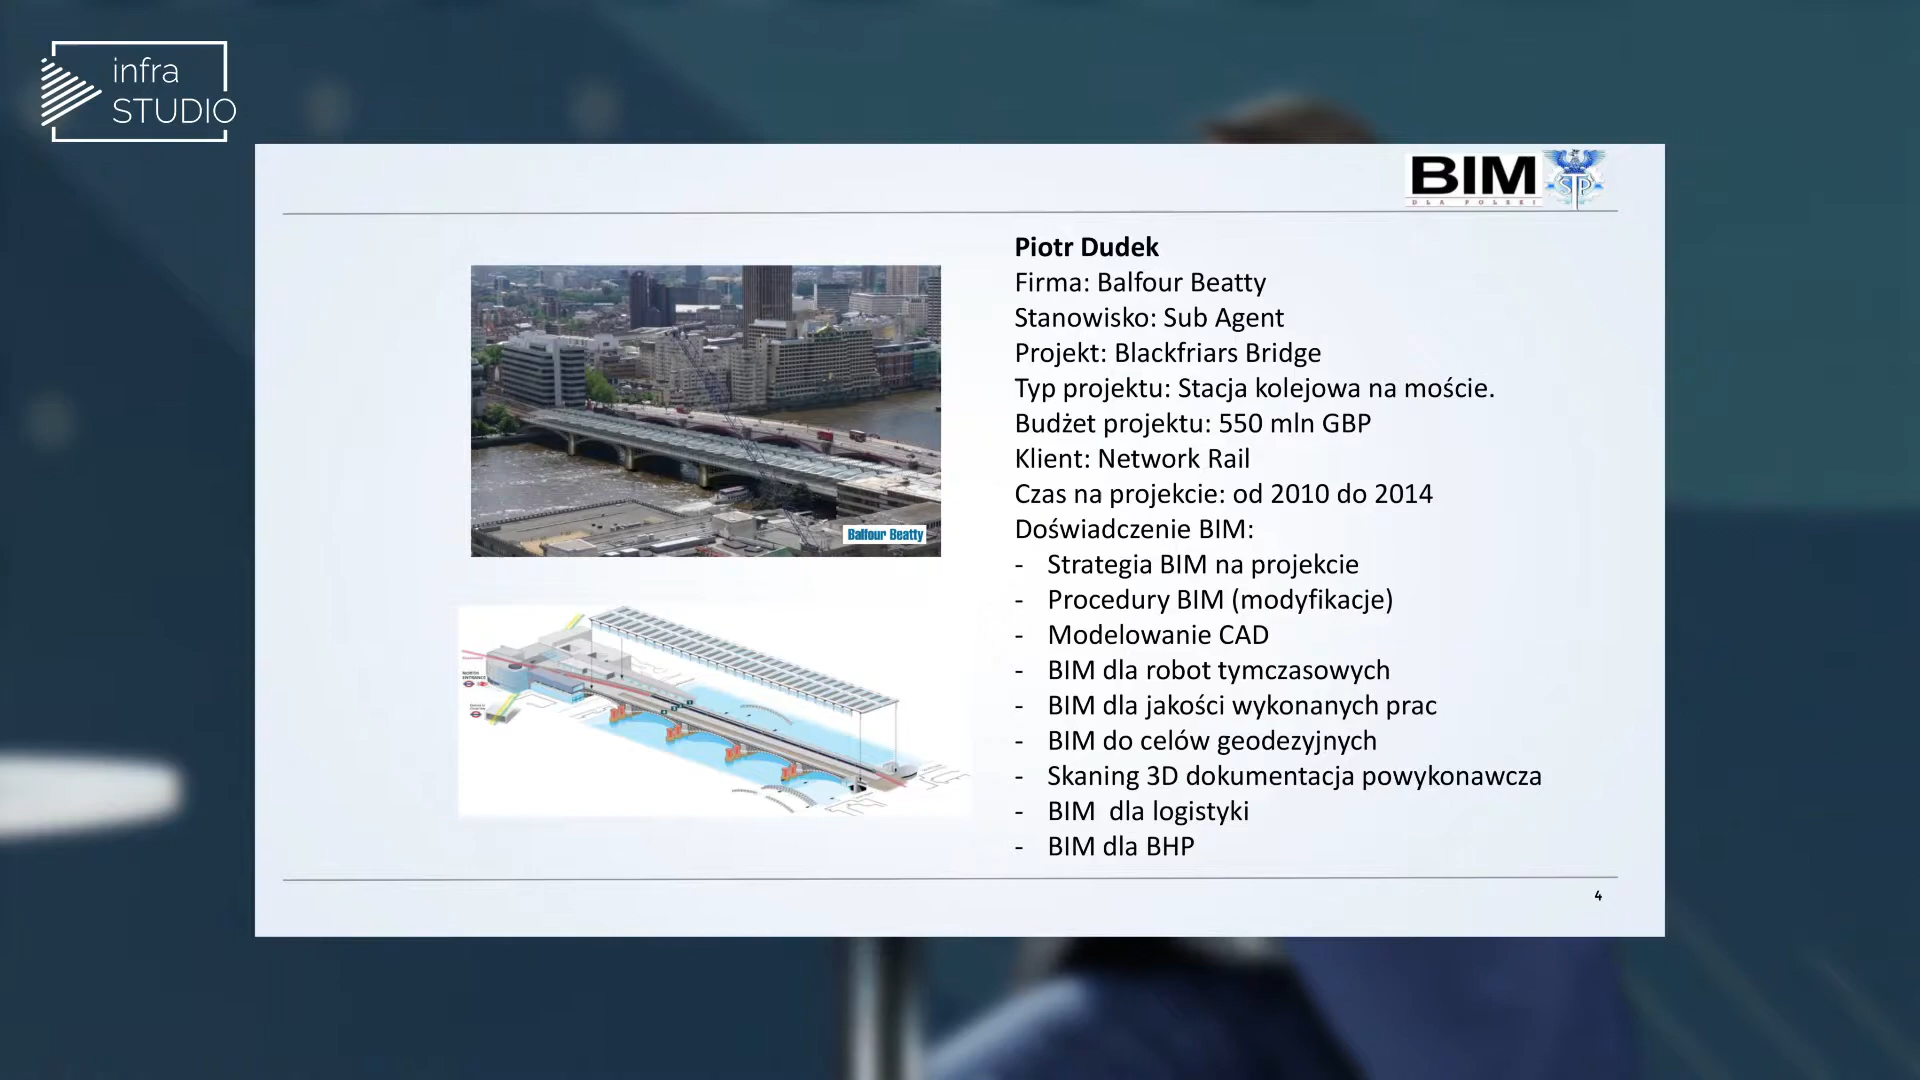 infra
STUDIO
BIM
DLA POLSKI
STP
Piotr Dudek
Firma: Balfour Beatty
Stanowisko: Sub Agent
Projekt: Blackfriars Bridge
Typ projektu: Stacja kolejowa na moście.
Budżet projektu: 550 mln GBP
Klient: Network Rail
Czas na projekcie: od 2010 do 2014
Doświadczenie BIM:
- Strategia BIM na projekcie
- Procedury BIM (modyfikacje)
- Modelowanie CAD
- BIM dla robot tymczasowych
- BIM dla jakości wykonanych prac
- BIM do celów geodezyjnych
- Skaning 3D dokumentacja powykonawcza
- BIM  dla logistyki
- BIM dla BHP
Balfour Beatty
NORTH
ENTRANCE
4